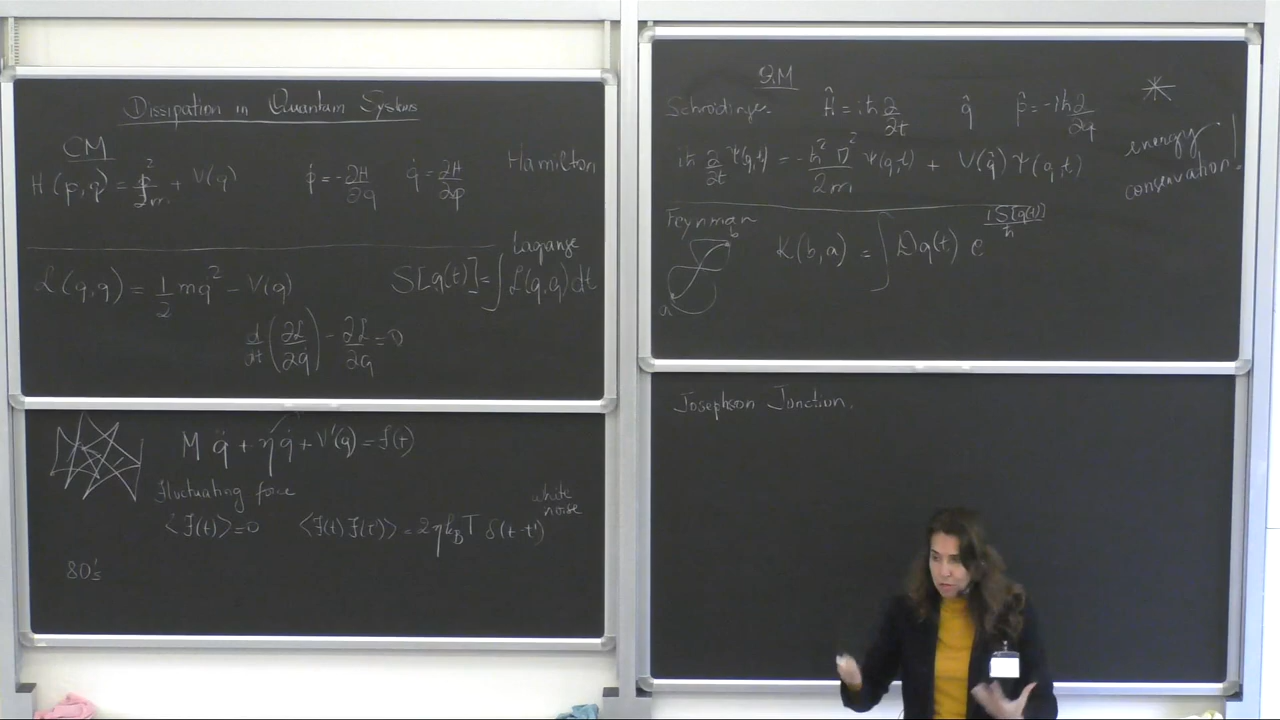 Dissipation in Quantum Systems
CM
H(p,q) = p²/2m + V(q) ṗ = -∂H/∂q q̇ = ∂H/∂p Hamilton
Lagrange
ℒ(q,q̇) = 1/2 mq̇² - V(q) S[q(t)] = ∫ ℒ(q,q̇)dt
d/dt (∂ℒ/∂q̇) - ∂ℒ/∂q = 0
M q̈ + η q̇ + V'(q) = f(t)
Fluctuating force
white noise
<f(t)>=0 <f(t) f(t')> = 2ηk_BT δ(t-t')
80's
QM
Schrödinger Ĥ = iħ ∂/∂t q̂ p̂ = -iħ ∂/∂q
iħ ∂/∂t Ψ(q,t) = -ħ²∇²/2m Ψ(q,t) + V(q̂) Ψ(q,t)
energy
conservation!
Feynman
K(b,a) = ∫ Dq(t) e^{iS[q(t)]/ħ}
b
a
Josephson Junction.